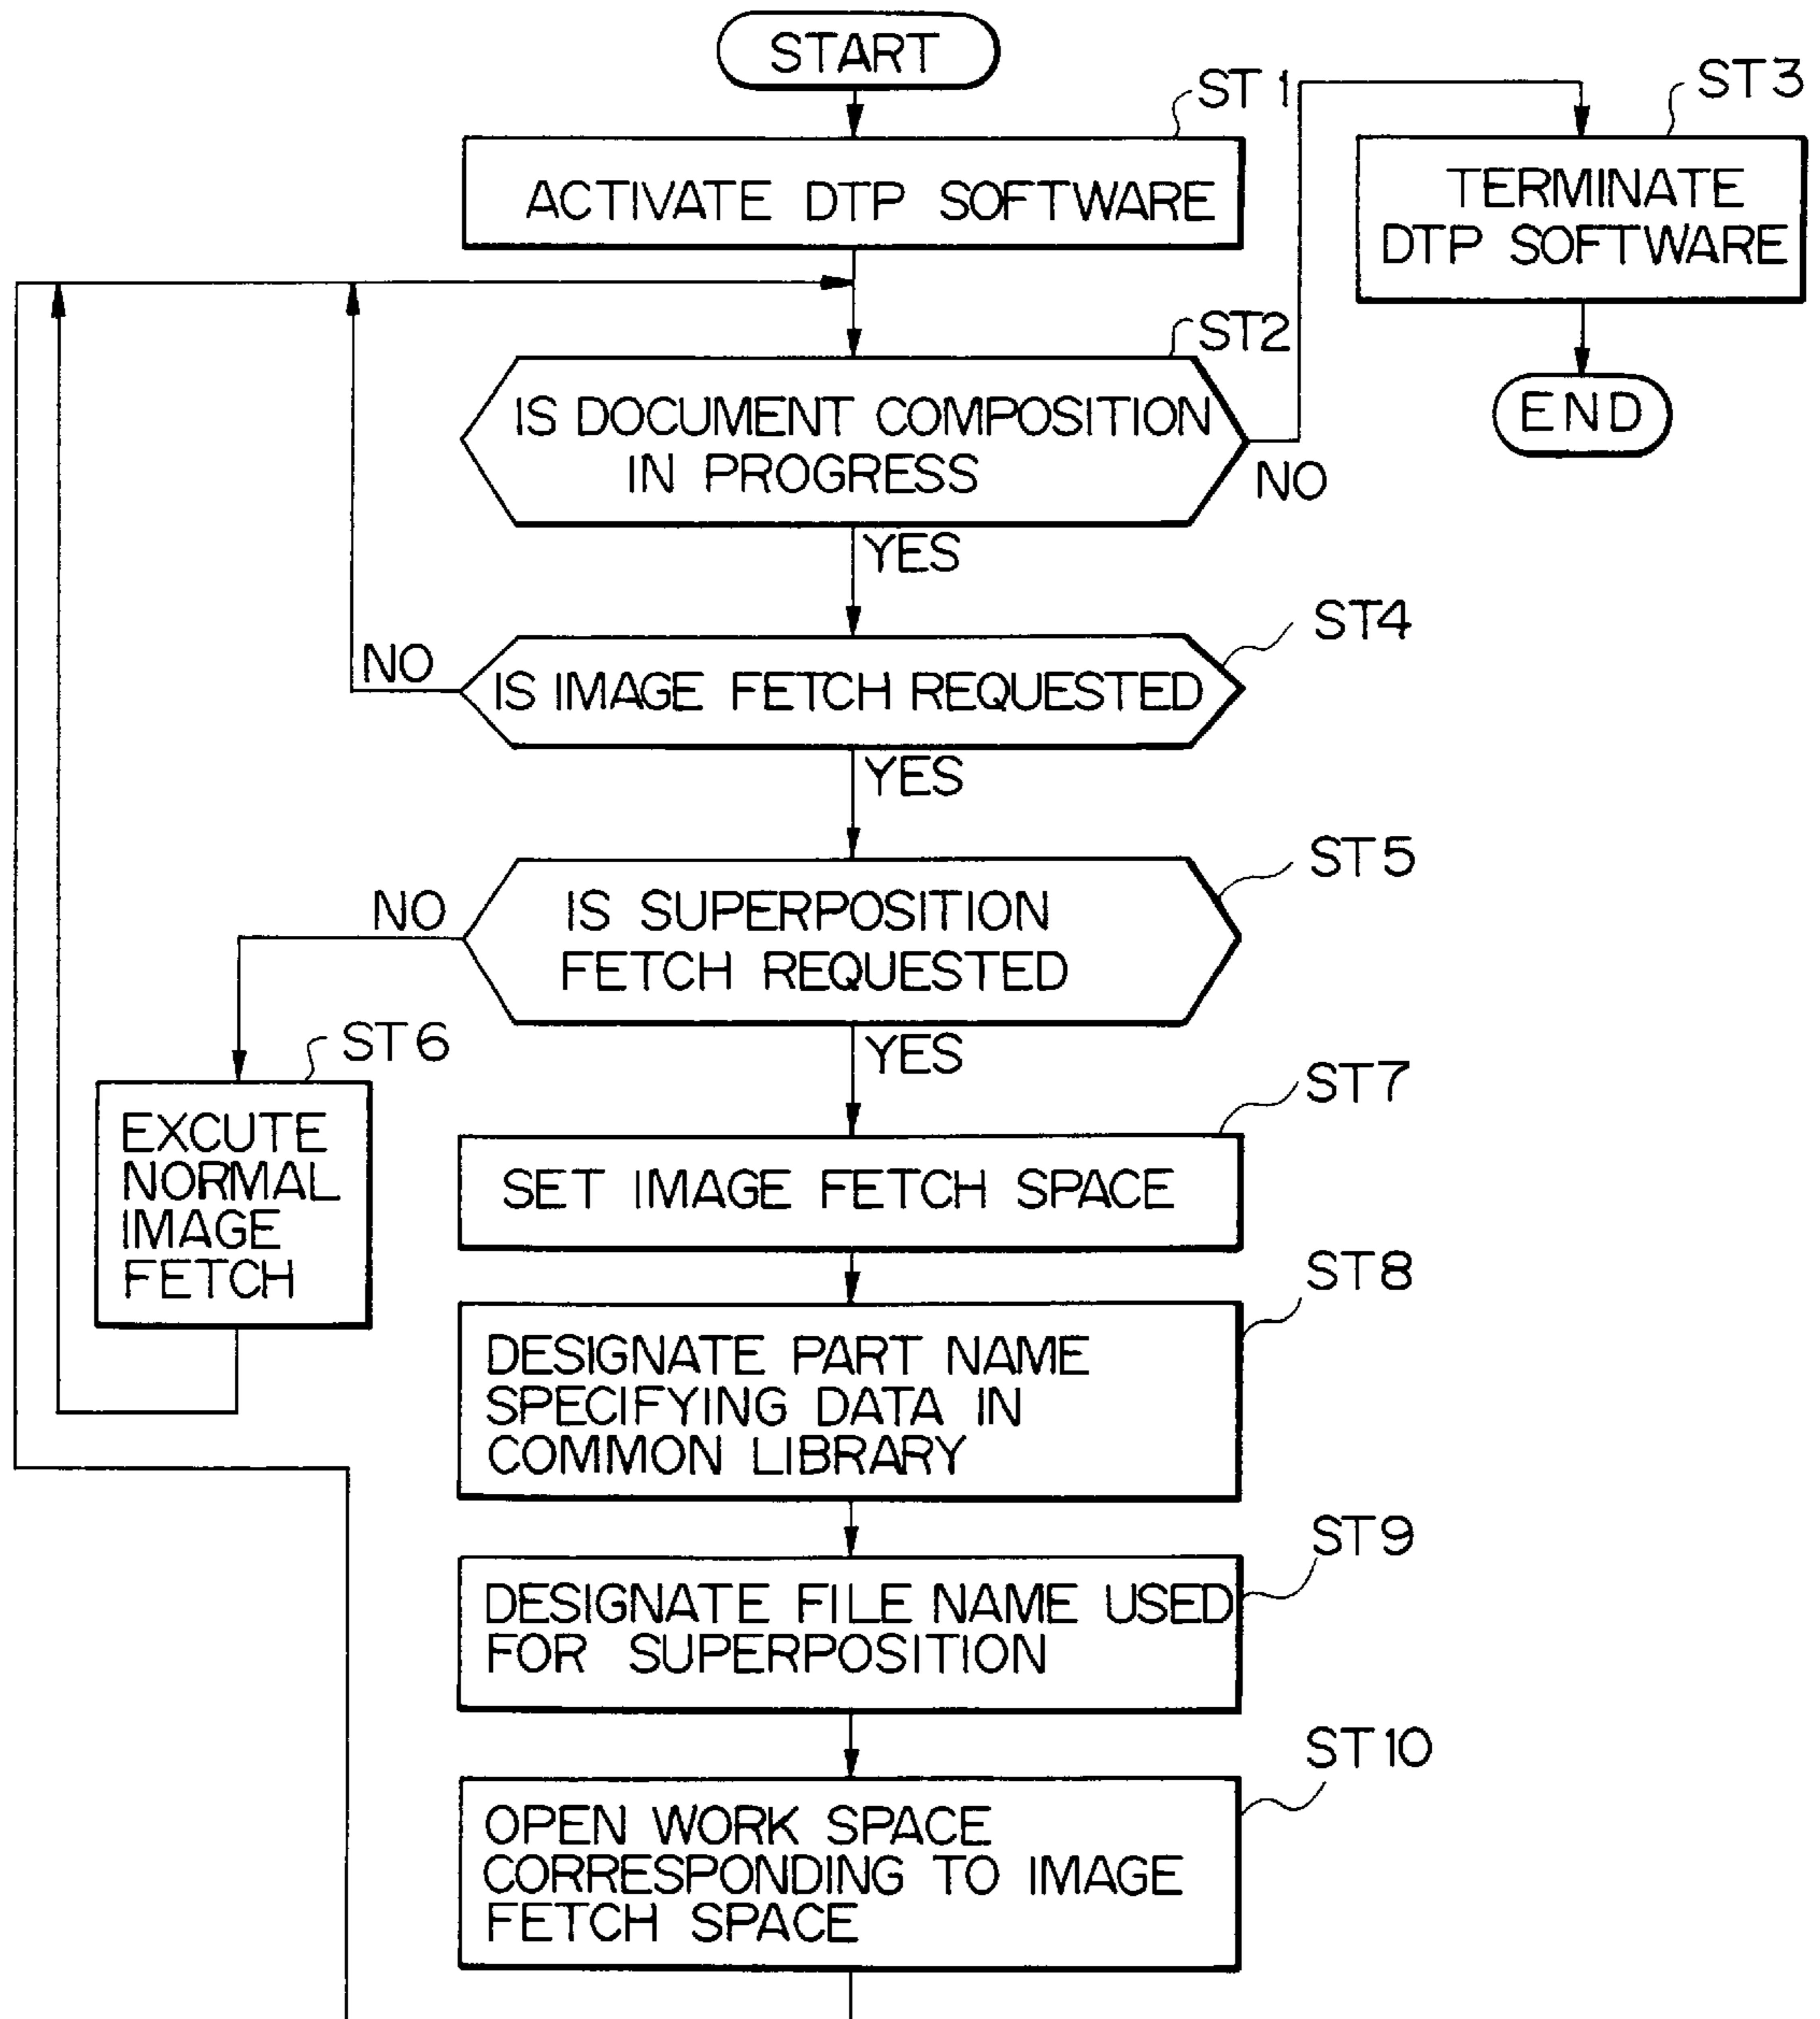 START
ST1
ACTIVATE DTP SOFTWARE
ST3
TERMINATE
DTP SOFTWARE
END
ST2
IS DOCUMENT COMPOSITION
IN PROGRESS
NO
YES
ST4
NO
IS IMAGE FETCH REQUESTED
YES
ST5
NO
IS SUPERPOSITION
FETCH REQUESTED
YES
ST6
EXCUTE
NORMAL
IMAGE
FETCH
ST7
SET IMAGE FETCH SPACE
ST8
DESIGNATE PART NAME
SPECIFYING DATA IN
COMMON LIBRARY
ST9
DESIGNATE FILE NAME USED
FOR SUPERPOSITION
ST10
OPEN WORK SPACE
CORRESPONDING TO IMAGE
FETCH SPACE